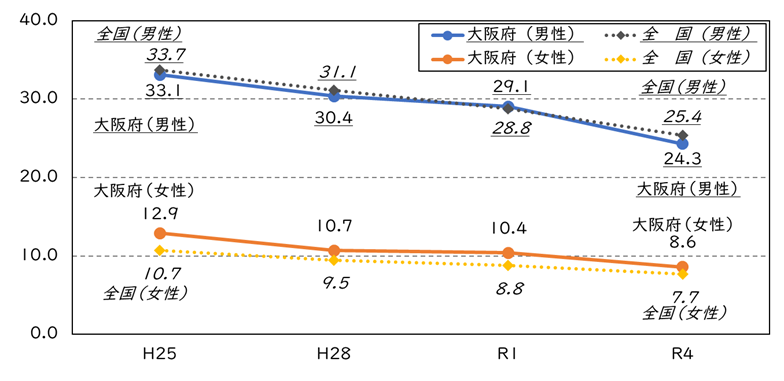 40.0
30.0
20.0
10.0
0.0
大阪府(男性) 全 国(男性)
大阪府(女性) 全 国(女性)
全国(男性)
33.7
33.1
大阪府(男性)
31.1
30.4
29.1
28.8
全国(男性)
25.4
24.3
大阪府(男性)
大阪府(女性)
12.9
10.7
全国(女性)
10.7
9.5
10.4
8.8
大阪府(女性)
8.6
7.7
全国(女性)
H25 H28 R1 R4